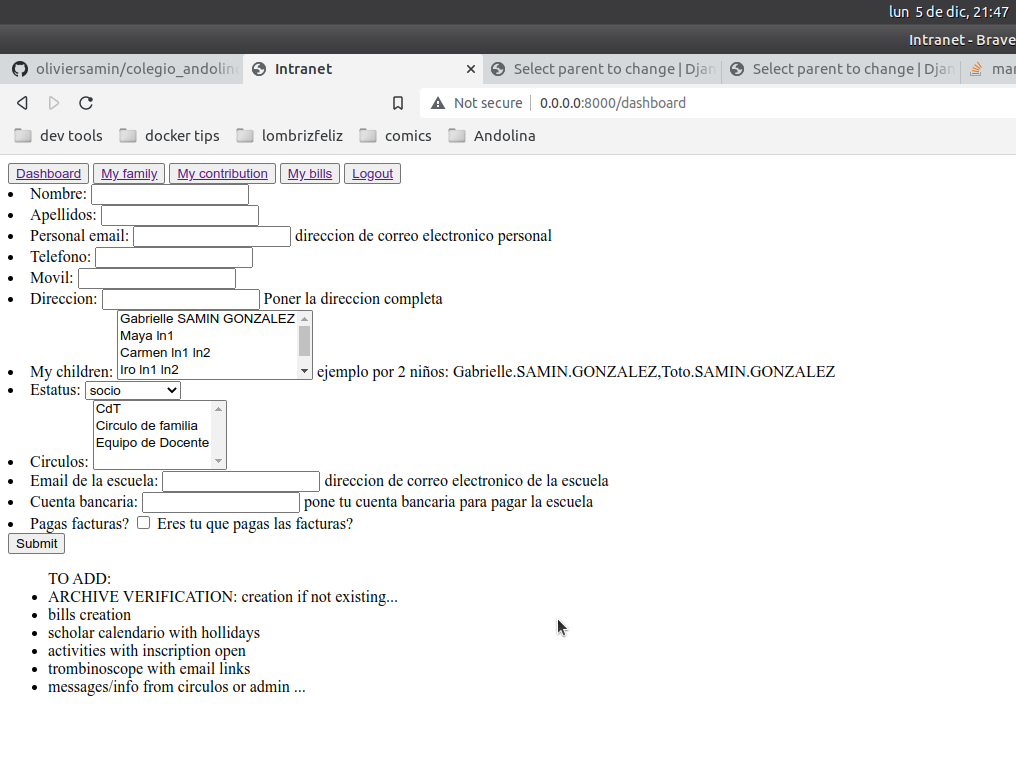 lun 5 de dic, 21:47
Intranet - Brave
oliviersamin/colegio_andolin
Intranet
Select parent to change | Djan
Select parent to change | Djan
mar
Not secure 0.0.0.0:8000/dashboard
dev tools docker tips lombrizfeliz comics Andolina
Dashboard My family My contribution My bills Logout
Nombre:
Apellidos:
Personal email: direccion de correo electronico personal
Telefono:
Movil:
Direccion: Poner la direccion completa
Gabrielle SAMIN GONZALEZ
Maya ln1
Carmen ln1 ln2
Iro ln1 ln2
My children: ejemplo por 2 niños: Gabrielle.SAMIN.GONZALEZ,Toto.SAMIN.GONZALEZ
Estatus: socio
CdT
Circulo de familia
Equipo de Docente
Circulos:
Email de la escuela: direccion de correo electronico de la escuela
Cuenta bancaria: pone tu cuenta bancaria para pagar la escuela
Pagas facturas? Eres tu que pagas las facturas?
Submit
TO ADD:
ARCHIVE VERIFICATION: creation if not existing...
bills creation
scholar calendario with hollidays
activities with inscription open
trombinoscope with email links
messages/info from circulos or admin ...